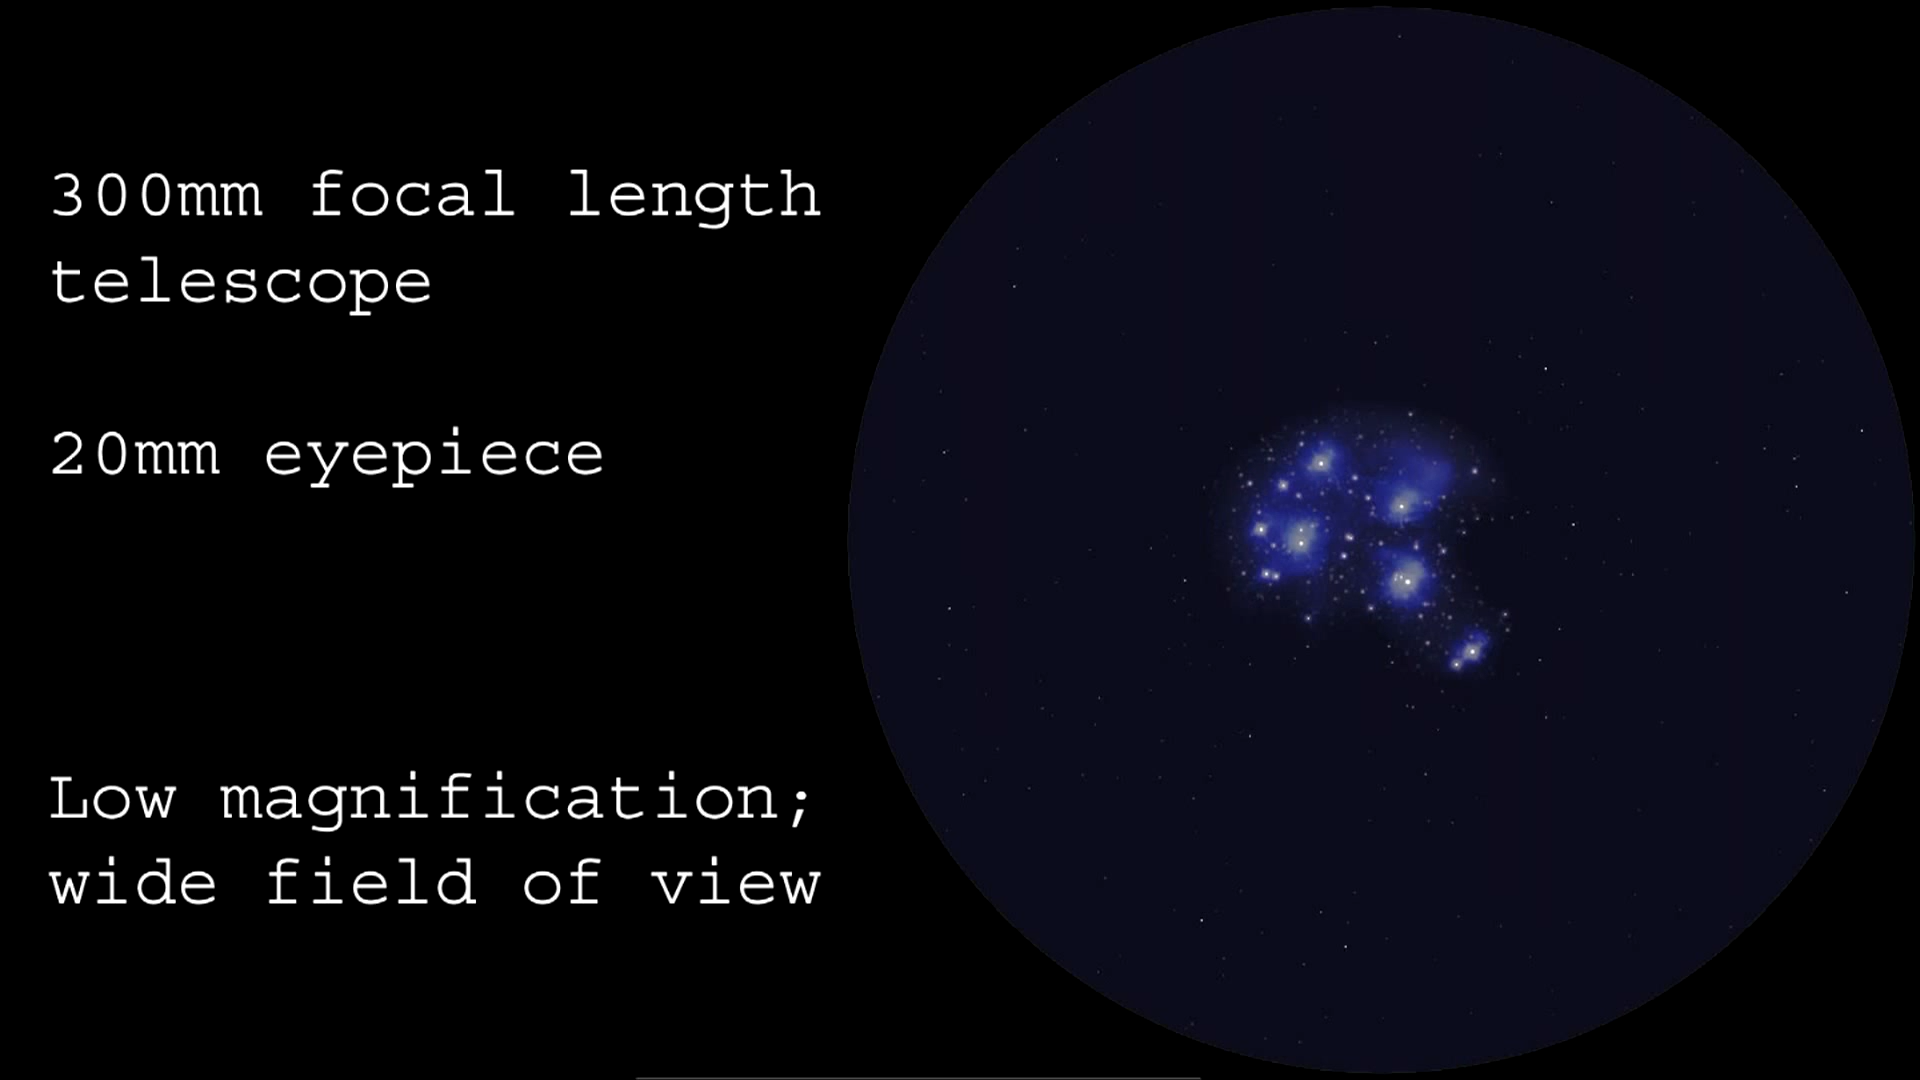 300mm focal length
telescope
20mm eyepiece
Low magnification;
wide field of view